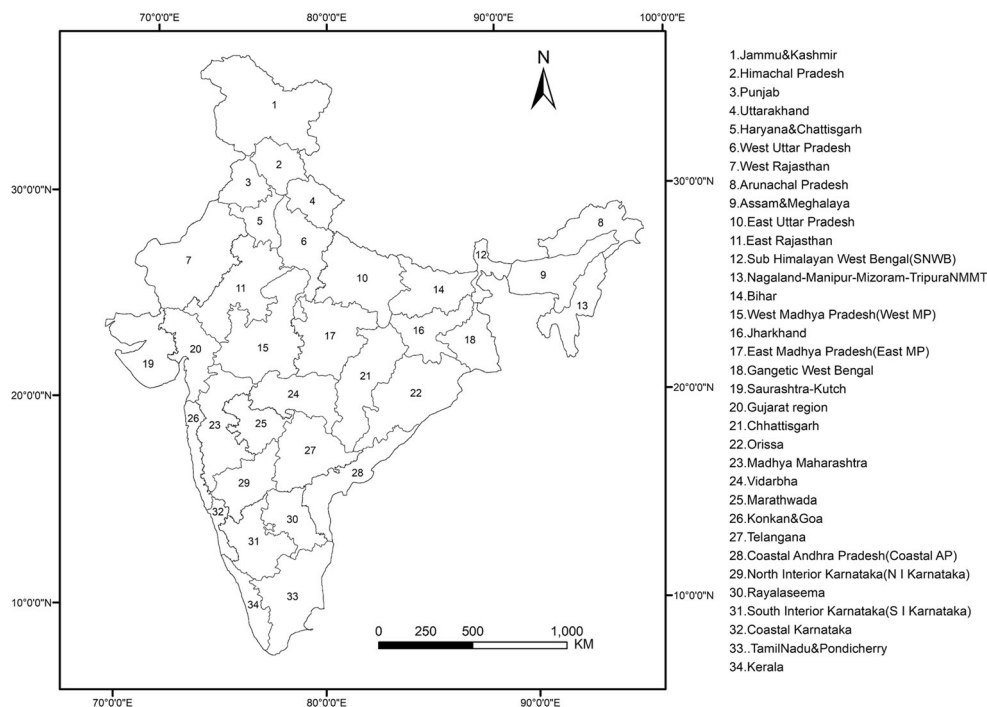 70°0'0"E 80°0'0"E 90°0'0"E 100°0'0"E
N
30°0'0"N
20°0'0"N
10°0'0"N
30°0'0"N
20°0'0"N
10°0'0"N
1
2
3
4
5
6
7
8
9
10
11
12
13
14
15
16
17
18
19
20
21
22
23
24
25
26
27
28
29
30
31
32
33
34
0 250 500 1,000
KM
70°0'0"E 80°0'0"E 90°0'0"E
1.Jammu&Kashmir
2.Himachal Pradesh
3.Punjab
4.Uttarakhand
5.Haryana&Chattisgarh
6.West Uttar Pradesh
7.West Rajasthan
8.Arunachal Pradesh
9.Assam&Meghalaya
10.East Uttar Pradesh
11.East Rajasthan
12.Sub Himalayan West Bengal(SNWB)
13.Nagaland-Manipur-Mizoram-TripuraNMMT
14.Bihar
15.West Madhya Pradesh(West MP)
16.Jharkhand
17.East Madhya Pradesh(East MP)
18.Gangetic West Bengal
19.Saurashtra-Kutch
20.Gujarat region
21.Chhattisgarh
22.Orissa
23.Madhya Maharashtra
24.Vidarbha
25.Marathwada
26.Konkan&Goa
27.Telangana
28.Coastal Andhra Pradesh(Coastal AP)
29.North Interior Karnataka(N I Karnataka)
30.Rayalaseema
31.South Interior Karnataka(S I Karnataka)
32.Coastal Karnataka
33..TamilNadu&Pondicherry
34.Kerala